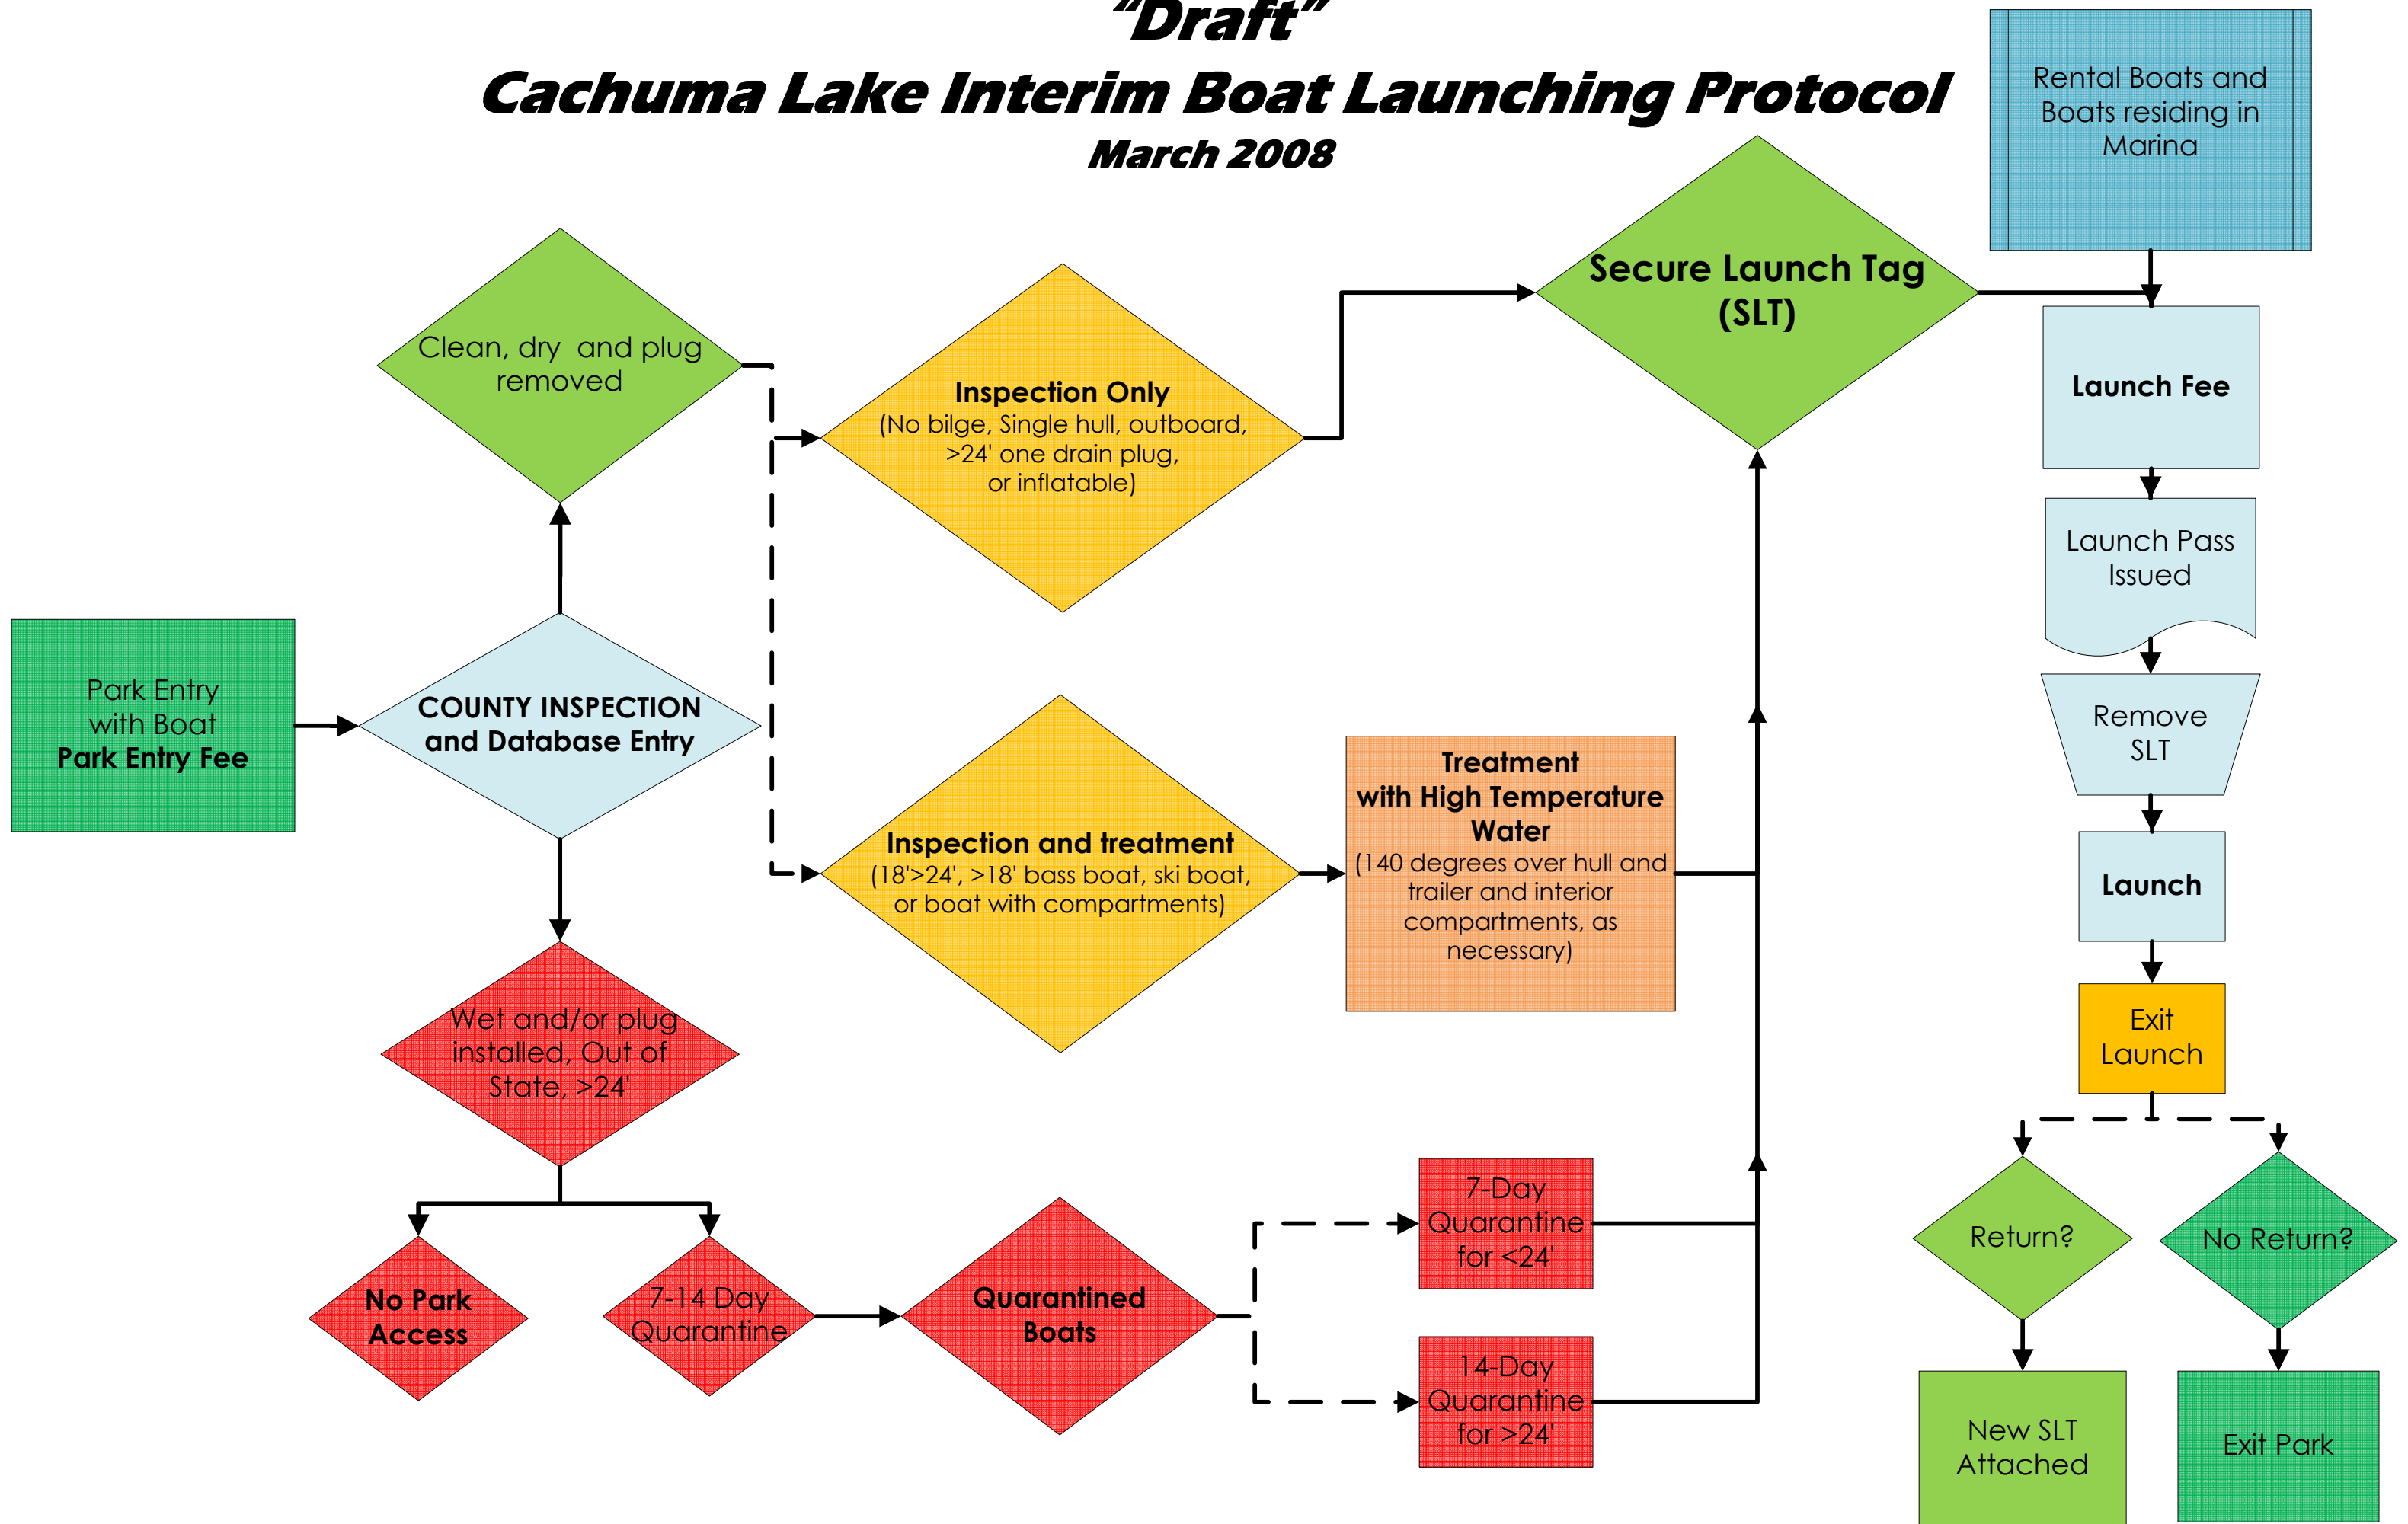 "Draft"
Cachuma Lake Interim Boat Launching Protocol
March 2008
Rental Boats and
Boats residing in
Marina
Clean, dry and plug
removed
Inspection Only
(No bilge, Single hull, outboard,
>24' one drain plug,
or inflatable)
Secure Launch Tag
(SLT)
Launch Fee
Launch Pass
Issued
Remove
SLT
Launch
Exit
Launch
Return?
No Return?
New SLT
Attached
Exit Park
Park Entry
with Boat
Park Entry Fee
COUNTY INSPECTION
and Database Entry
Inspection and treatment
(18'>24', >18' bass boat, ski boat,
or boat with compartments)
Treatment
with High Temperature
Water
(140 degrees over hull and
trailer and interior
compartments, as
necessary)
Wet and/or plug
installed, Out of
State, >24'
No Park
Access
7-14 Day
Quarantine
Quarantined
Boats
7-Day
Quarantine
for <24'
14-Day
Quarantine
for >24'